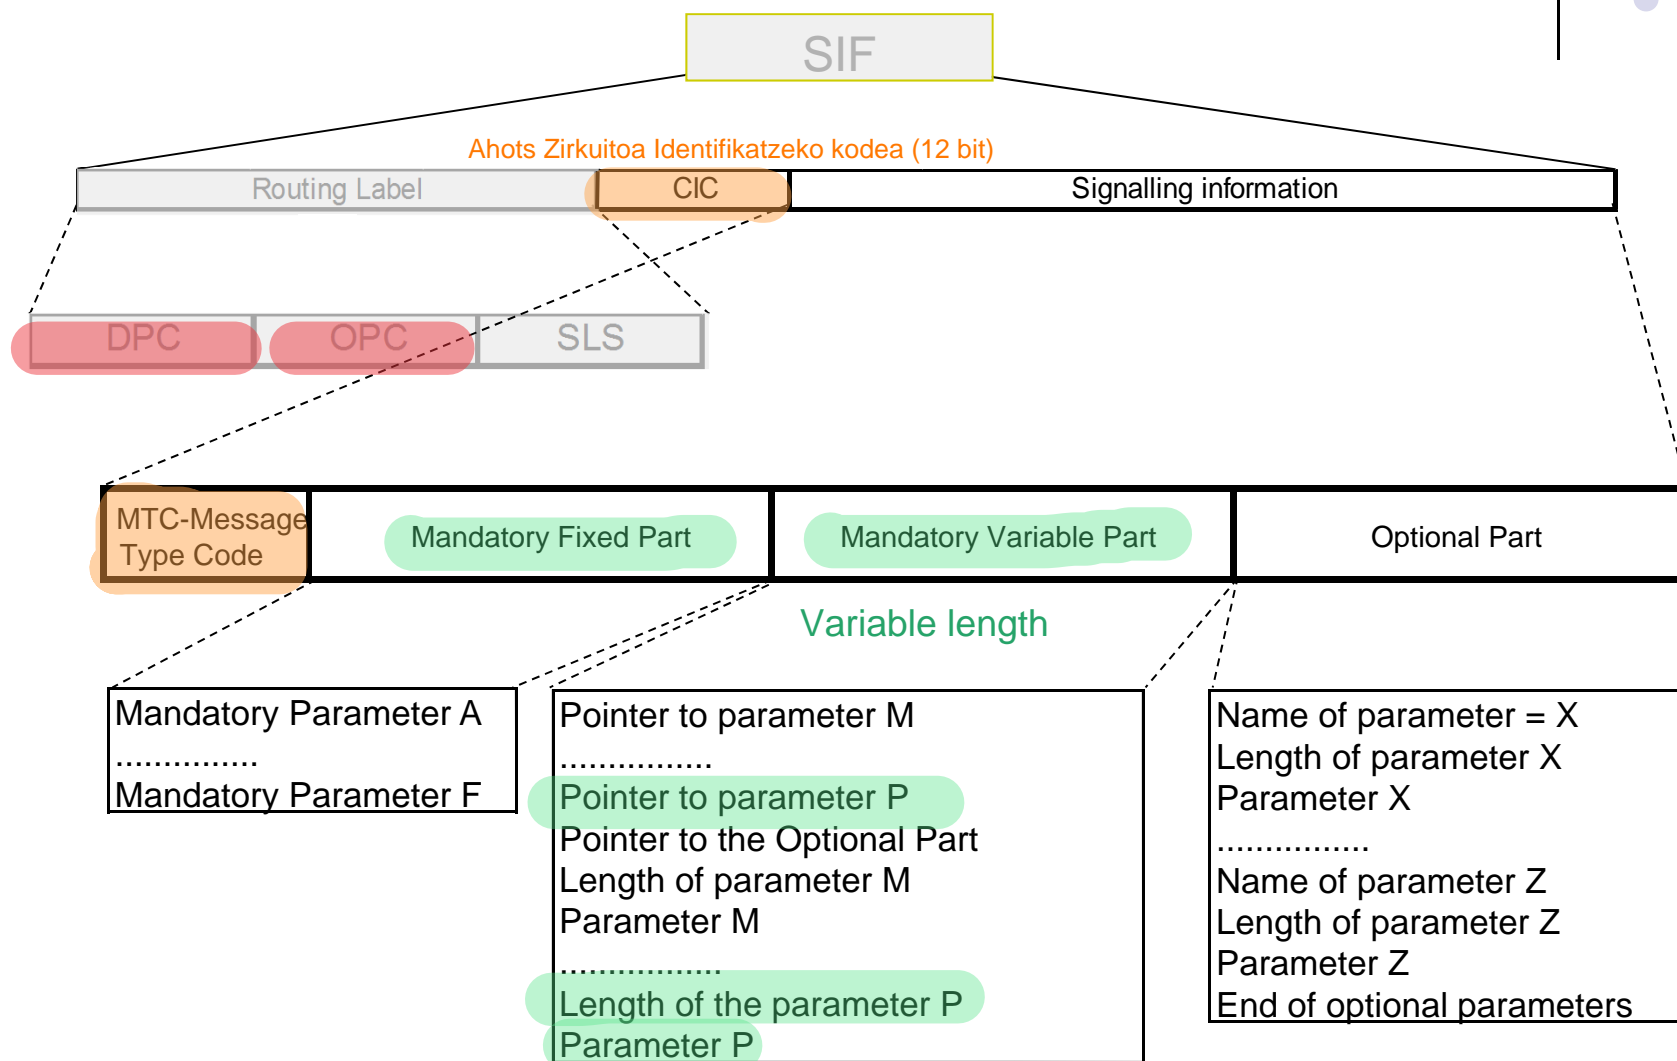 SIF
Ahots Zirkuitoa Identifikatzeko kodea (12 bit)
Routing Label
CIC
Signalling information
DPC
OPC
SLS
MTC-Message
Type Code
Mandatory Fixed Part
Mandatory Variable Part
Optional Part
Variable length
Mandatory Parameter A
...............
Mandatory Parameter F
Pointer to parameter M
................
Pointer to parameter P
Pointer to the Optional Part
Length of parameter M
Parameter M
.................
Length of the parameter P
Parameter P
Name of parameter = X
Length of parameter X
Parameter X
................
Name of parameter Z
Length of parameter Z
Parameter Z
End of optional parameters